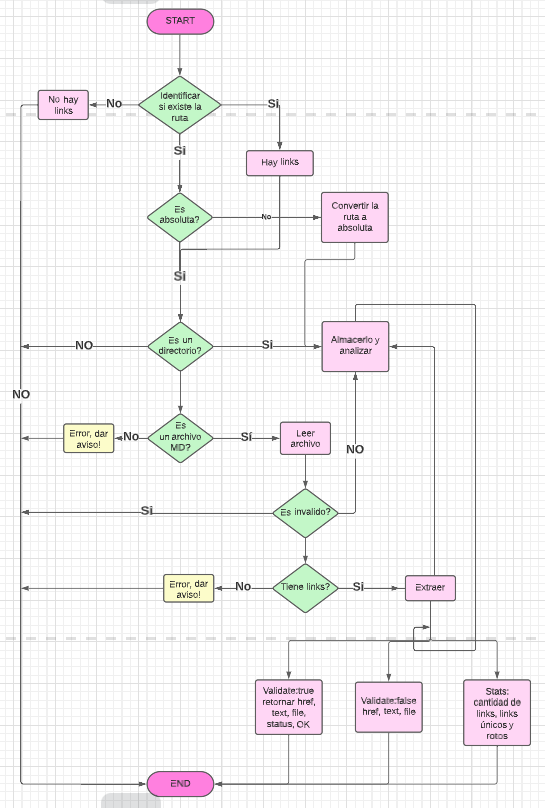 START
Identificar
si existe la
ruta
No
No hay
links
Si
Hay links
Si
Es
absoluta?
No
Convertir la
ruta a
absoluta
Si
Es un
directorio?
NO
Si
Almacerlo y
analizar
NO
Es
un archivo
MD?
No
Error, dar
aviso!
Sí
Leer
archivo
NO
Es invalido?
Si
Tiene links?
No
Error, dar
aviso!
Si
Extraer
Validate:true
retornar href,
text, file,
status, OK
Validate:false
href, text, file
Stats:
cantidad de
links, links
únicos y
rotos
END